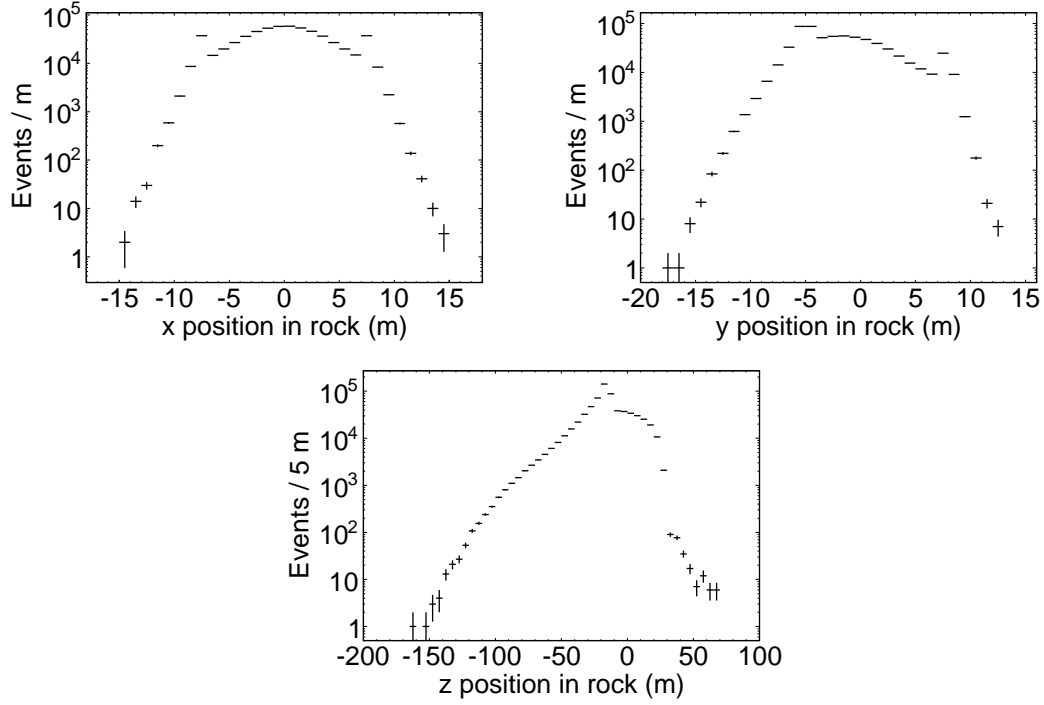 10^5
10^4
10^3
10^2
10
1
Events / m
-15 -10 -5 0 5 10 15
x position in rock (m)
10^5
10^4
10^3
10^2
10
1
Events / m
-20 -15 -10 -5 0 5 10 15
y position in rock (m)
10^5
10^4
10^3
10^2
10
1
Events / 5 m
-200 -150 -100 -50 0 50 100
z position in rock (m)